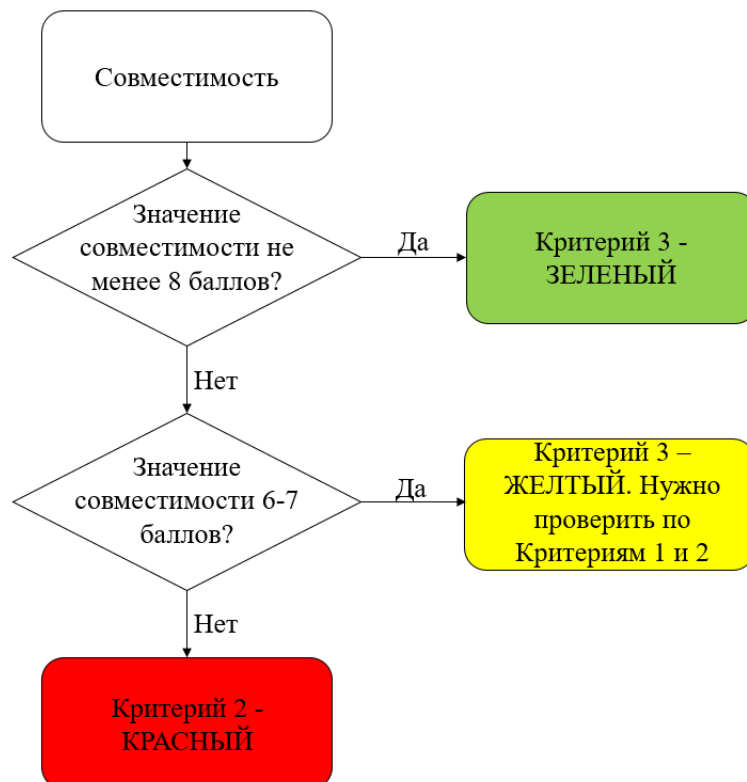 Совместимость
Значение
совместимости не
менее 8 баллов?
Да
Критерий 3 -
ЗЕЛЕНЫЙ
Нет
Значение
совместимости 6-7
баллов?
Да
Критерий 3 –
ЖЕЛТЫЙ. Нужно
проверить по
Критериям 1 и 2
Нет
Критерий 2 -
КРАСНЫЙ